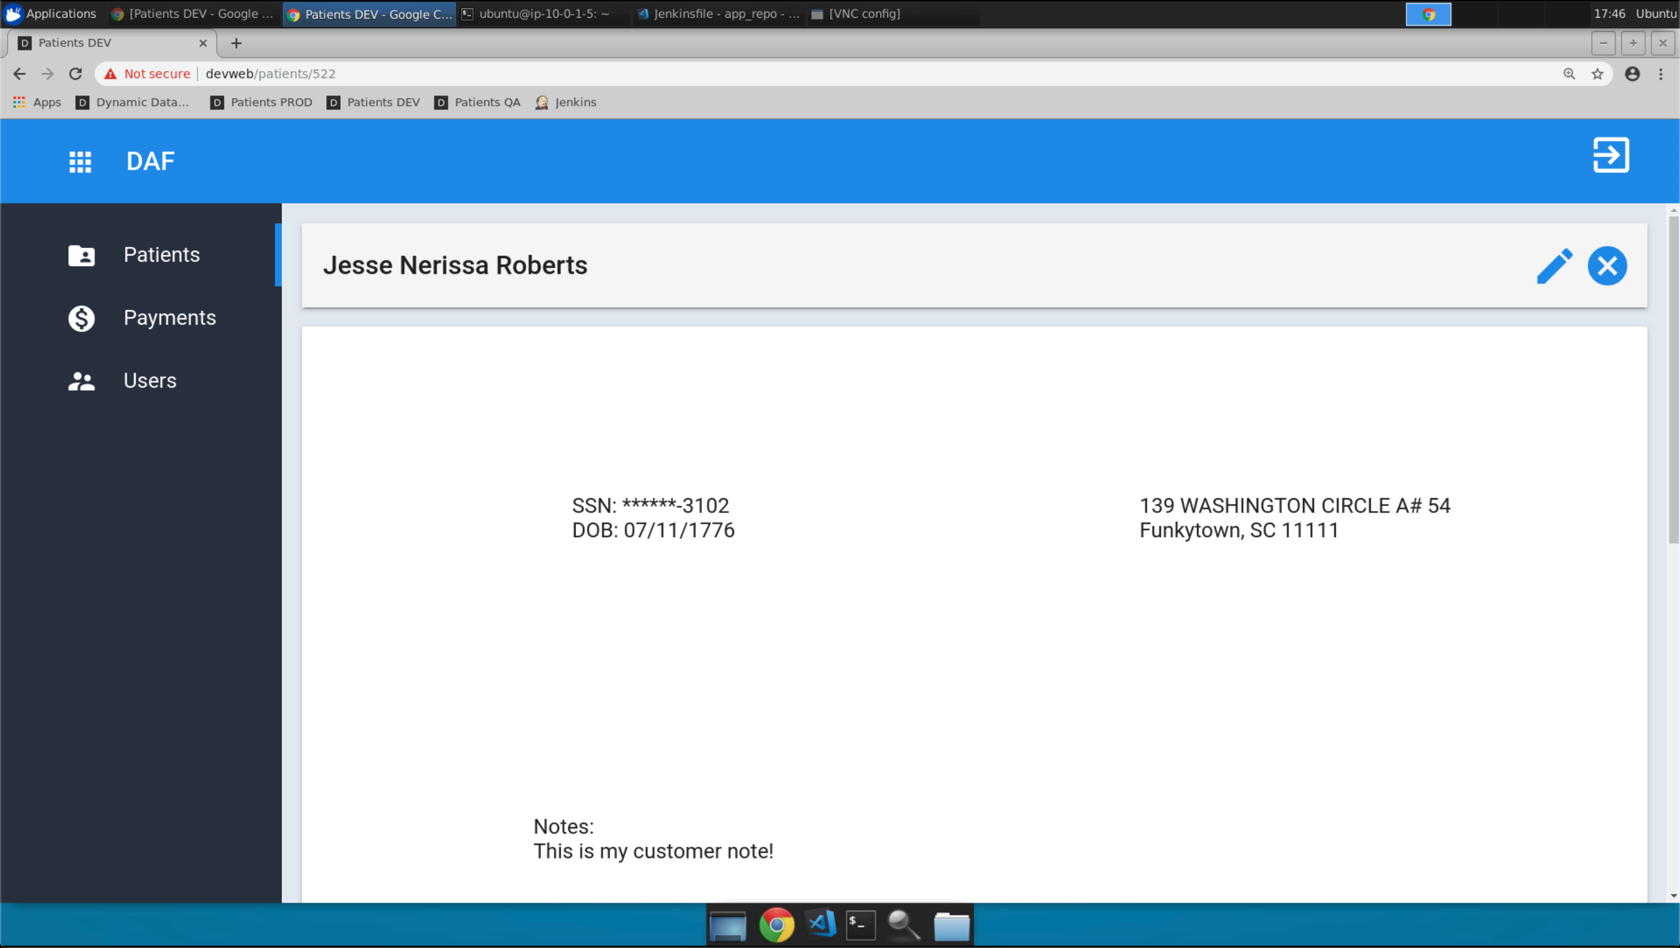 Applications
[Patients DEV - Google ...
Patients DEV - Google C...
ubuntu@ip-10-0-1-5: ~
Jenkinsfile - app_repo - ...
[VNC config]
17:46
Ubuntu
D
Patients DEV
Not secure
devweb/patients/522
Apps
D
Dynamic Data...
D
Patients PROD
D
Patients DEV
D
Patients QA
Jenkins
DAF
Patients
Payments
Users
Jesse Nerissa Roberts
SSN: ******-3102
DOB: 07/11/1776
139 WASHINGTON CIRCLE A# 54
Funkytown, SC 11111
Notes:
This is my customer note!